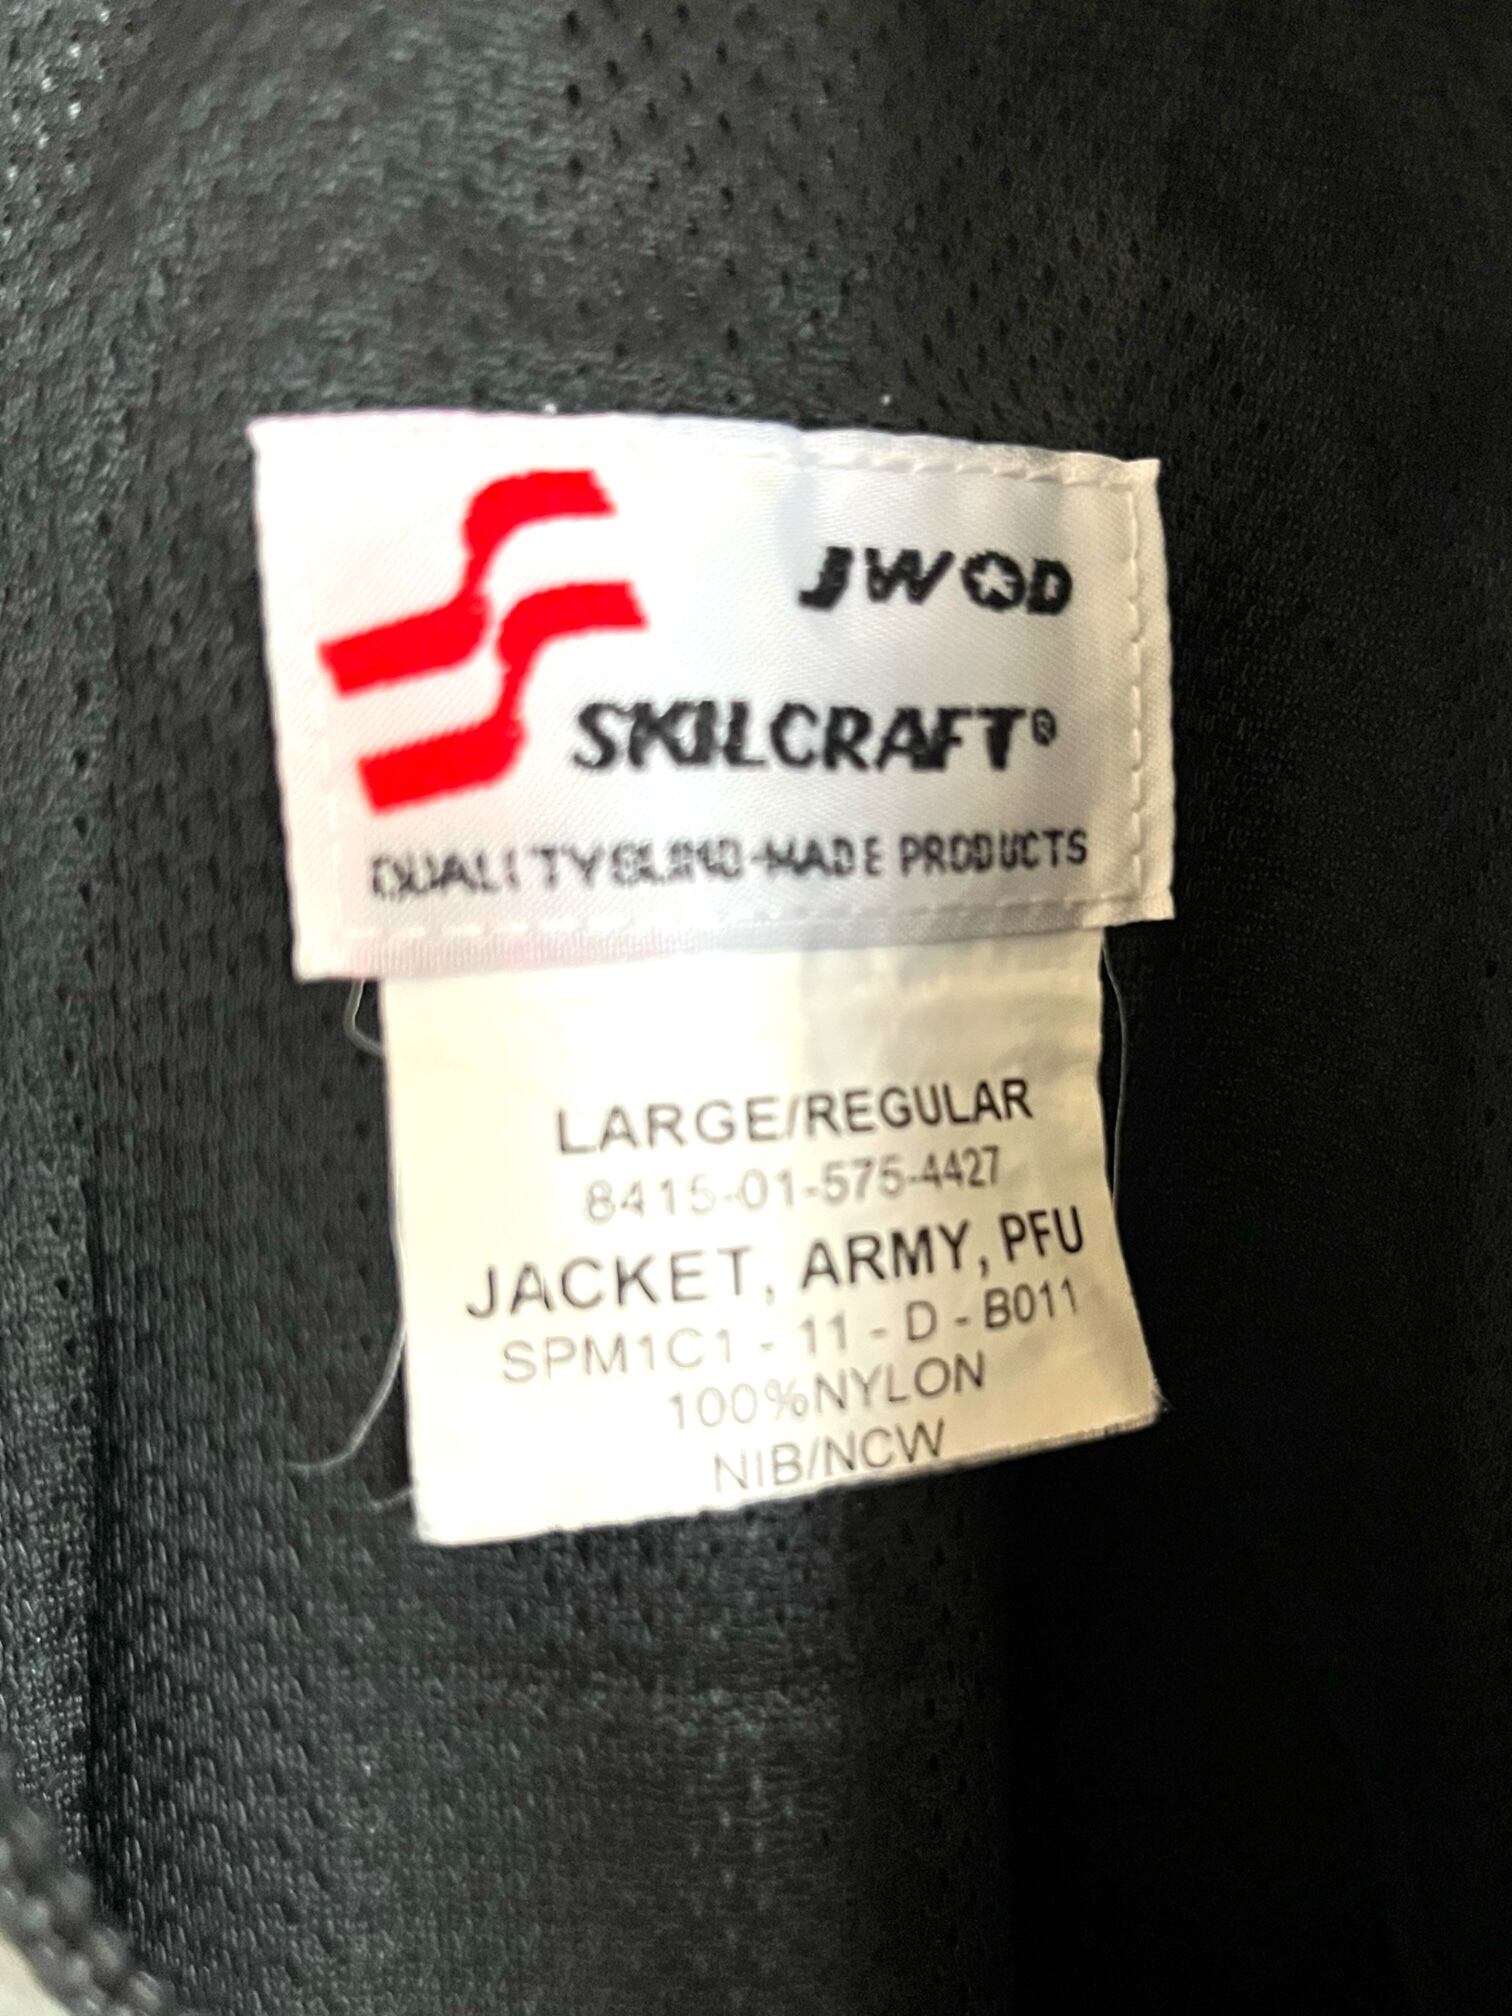 JWOD
SKILCRAFT®
QUALITY BLIND-MADE PRODUCTS
LARGE/REGULAR
8415-01-575-4427
JACKET, ARMY, PFU
SPM1C1 - 11 - D - B011
100%NYLON
NIB/NCW